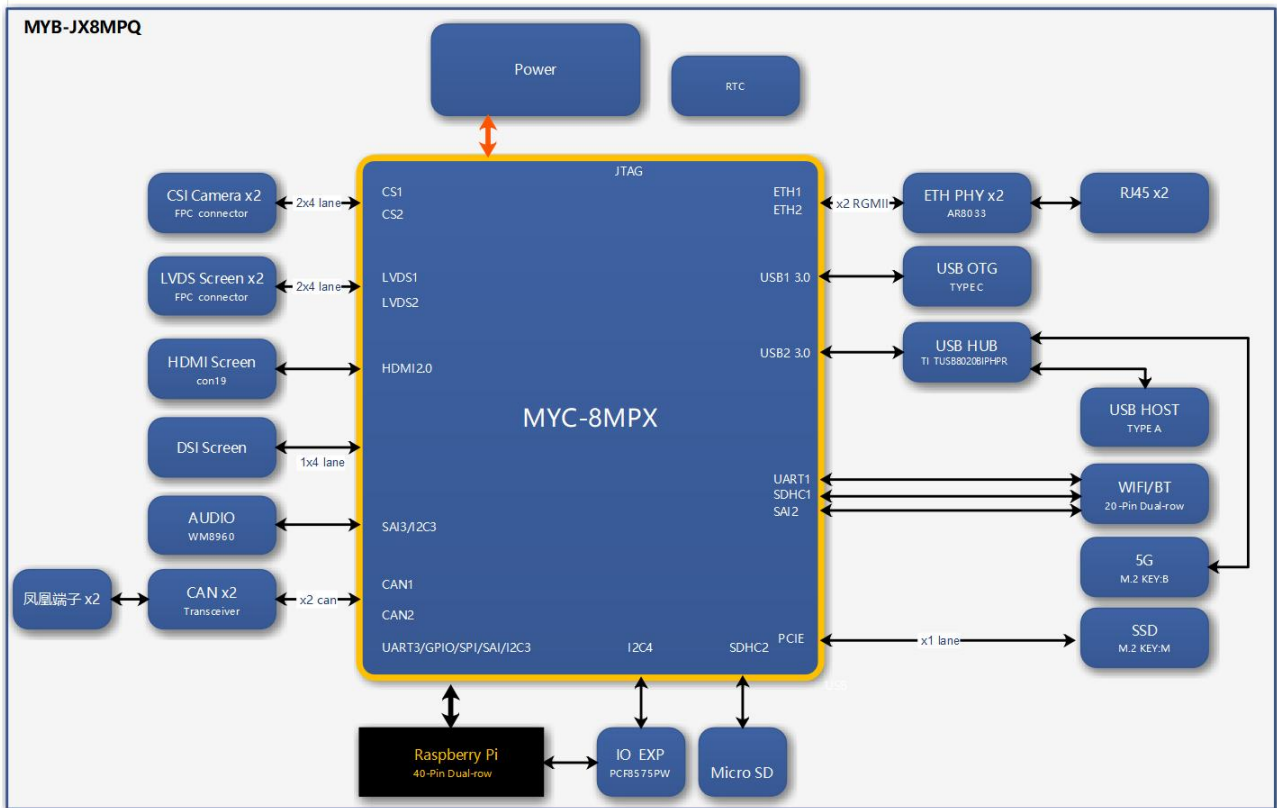 MYB-JX8MPQ
Power
RTC
JTAG
CSI Camera x2
FPC connector
2x4 lane
CS1
CS2
ETH1
ETH2
x2 RGMII
ETH PHY x2
AR8033
RJ45 x2
LVDS Screen x2
FPC connector
2x4 lane
LVDS1
LVDS2
USB1 3.0
USB OTG
TYPEC
HDMI Screen
con19
HDMI2.0
USB2 3.0
USB HUB
TI TUS88020BIPHPR
MYC-8MPX
USB HOST
TYPE A
DSI Screen
1x4 lane
UART1
SDHC1
SAI2
WIFI/BT
20-Pin Dual-row
AUDIO
WM8960
SAI3/I2C3
5G
M.2 KEY:B
凤凰端子 x2
CAN x2
Transceiver
x2 can
CAN1
CAN2
UART3/GPIO/SPI/SAI/I2C3
I2C4
SDHC2
PCIE
x1 lane
SSD
M.2 KEY:M
Raspberry Pi
40-Pin Dual-row
IO EXP
PCF8575PW
Micro SD